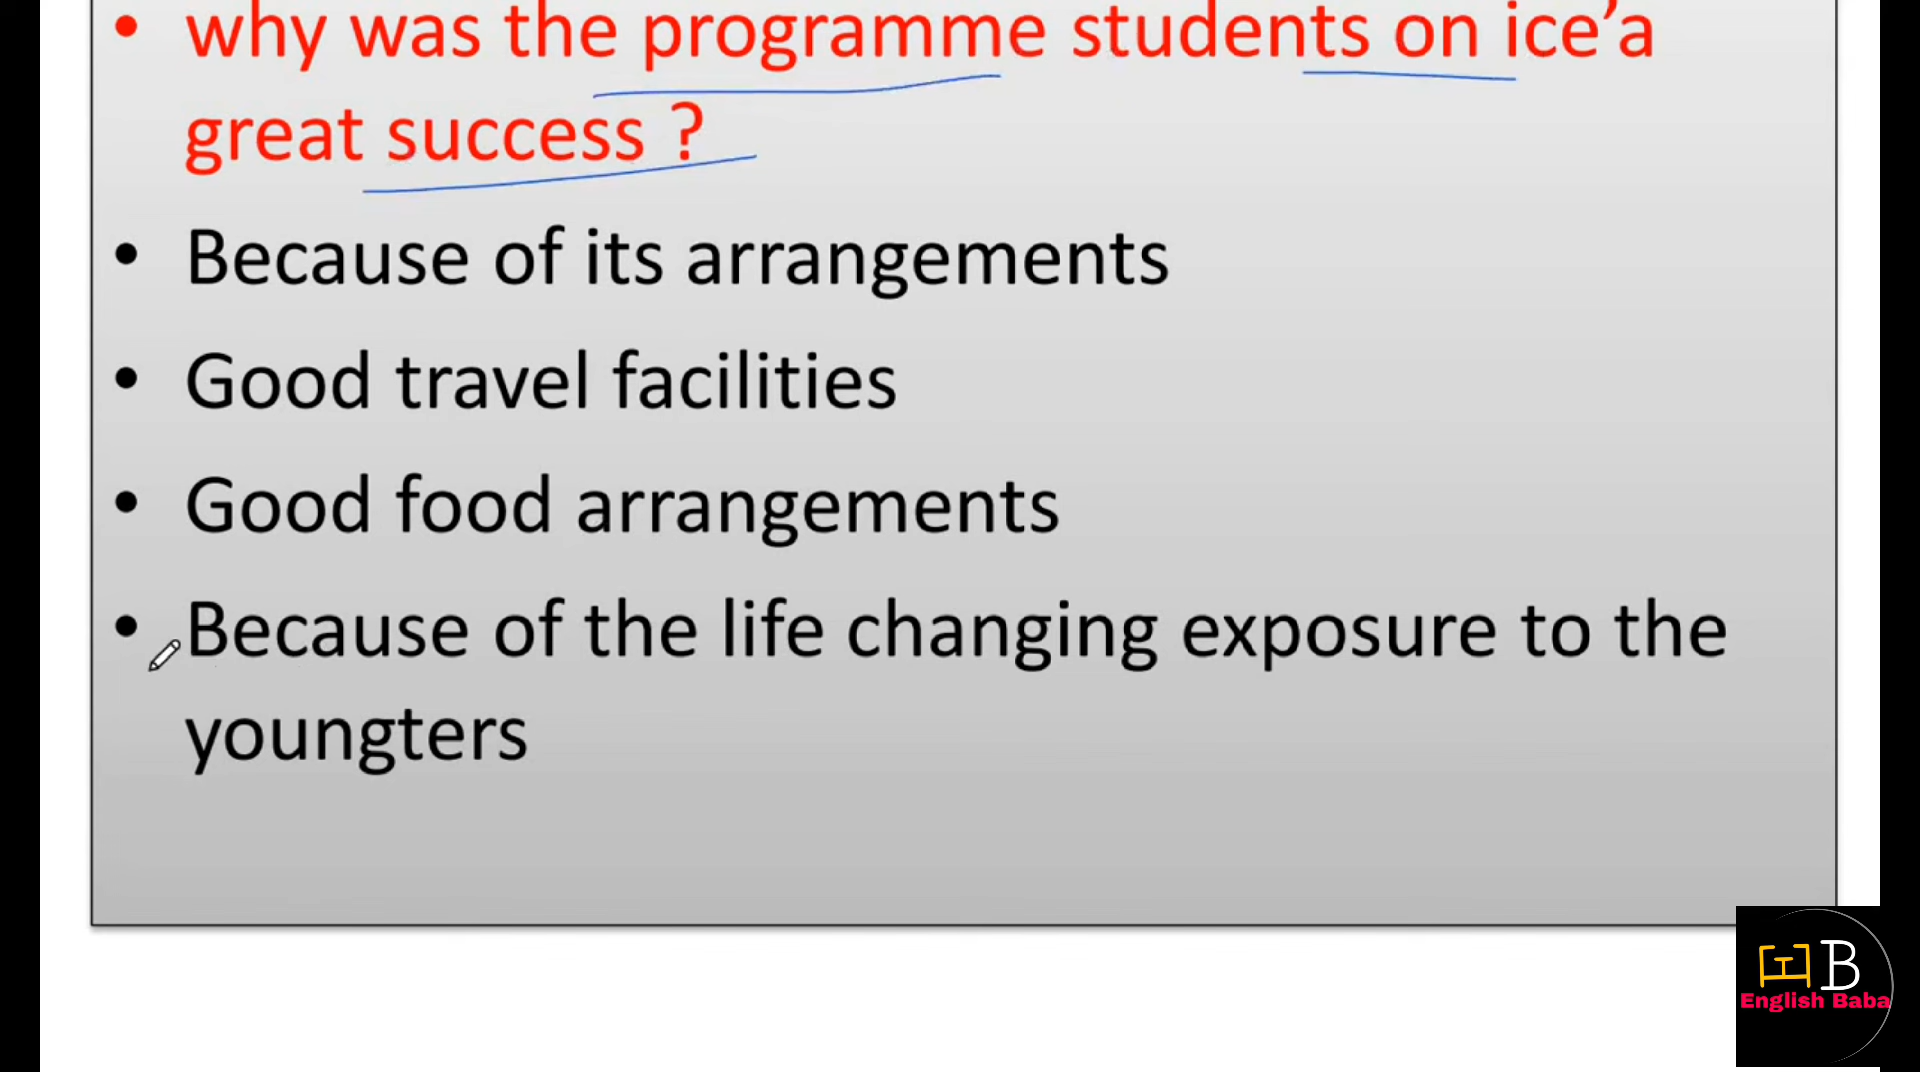 • why was the programme students on ice’a
great success ?
• Because of its arrangements
• Good travel facilities
• Good food arrangements
• Because of the life changing exposure to the
youngters
EB
English Baba